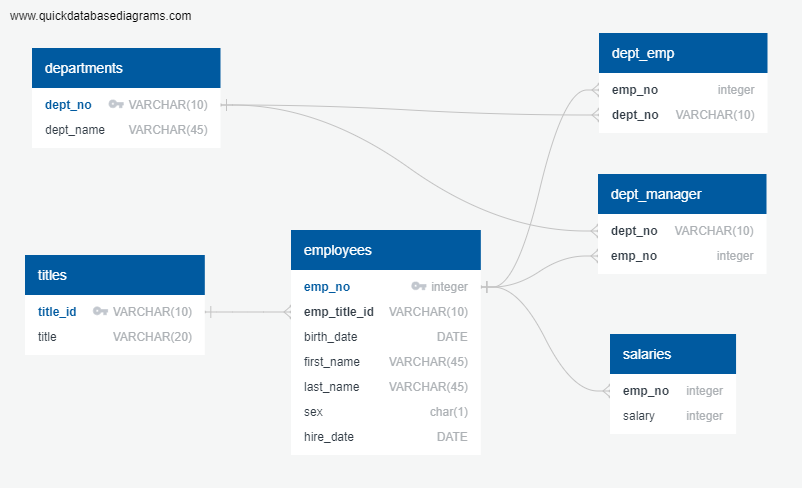 www.quickdatabasediagrams.com
departments
dept_no VARCHAR(10)
dept_name VARCHAR(45)
dept_emp
emp_no integer
dept_no VARCHAR(10)
dept_manager
dept_no VARCHAR(10)
emp_no integer
employees
emp_no integer
emp_title_id VARCHAR(10)
birth_date DATE
first_name VARCHAR(45)
last_name VARCHAR(45)
sex char(1)
hire_date DATE
titles
title_id VARCHAR(10)
title VARCHAR(20)
salaries
emp_no integer
salary integer